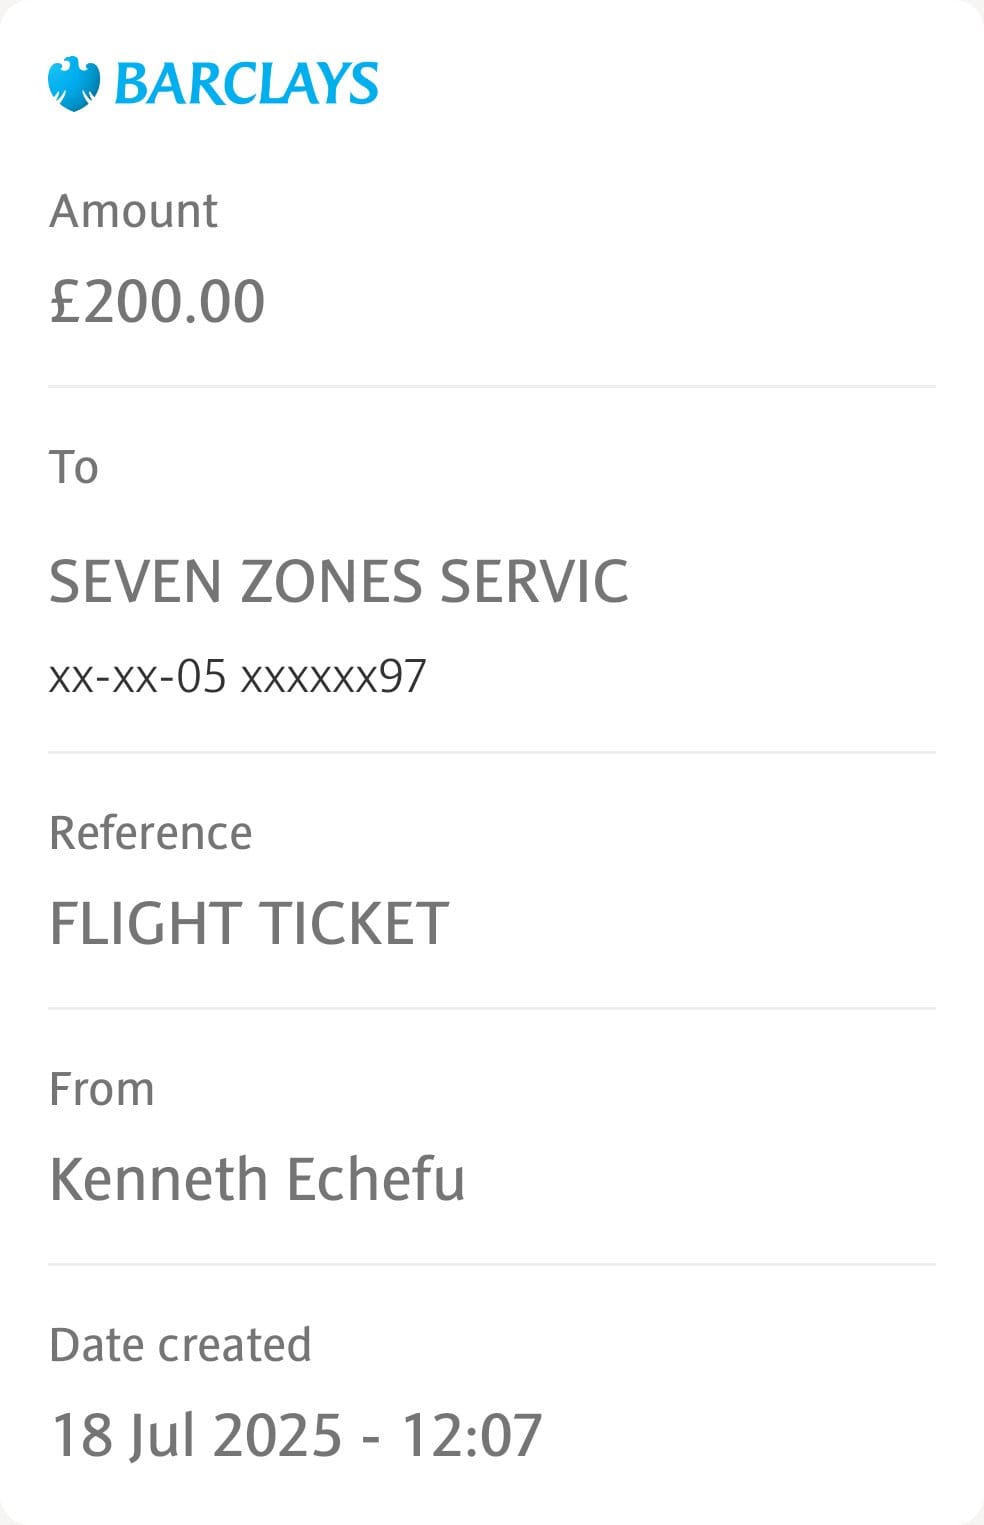 BARCLAYS
Amount
£200.00
To
SEVEN ZONES SERVIC
xx-xx-05 xxxxxx97
Reference
FLIGHT TICKET
From
Kenneth Echefu
Date created
18 Jul 2025 - 12:07